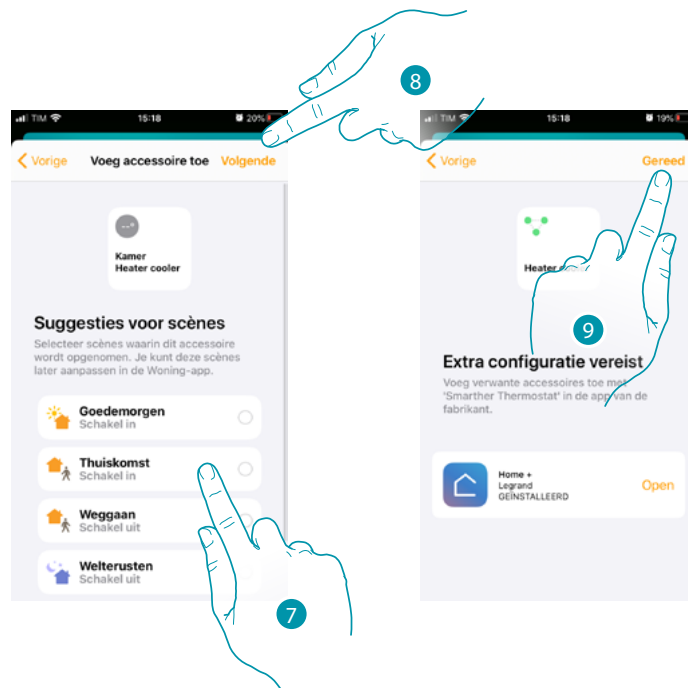 8
TIM 15:18 20%
Vorige Voeg accessoire toe Volgende
--°
Kamer
Heater cooler
Suggesties voor scènes
Selecteer scènes waarin dit accessoire
wordt opgenomen. Je kunt deze scènes
later aanpassen in de Woning-app.
Goedemorgen
Schakel in
Thuiskomst
Schakel in
Weggaan
Schakel uit
Welterusten
Schakel uit
7
TIM 15:18 19%
Vorige Gereed
Heater
9
Extra configuratie vereist
Voeg verwante accessoires toe met
'Smarther Thermostat' in de app van de
fabrikant.
Home +
Legrand
GEÏNSTALLEERD
Open